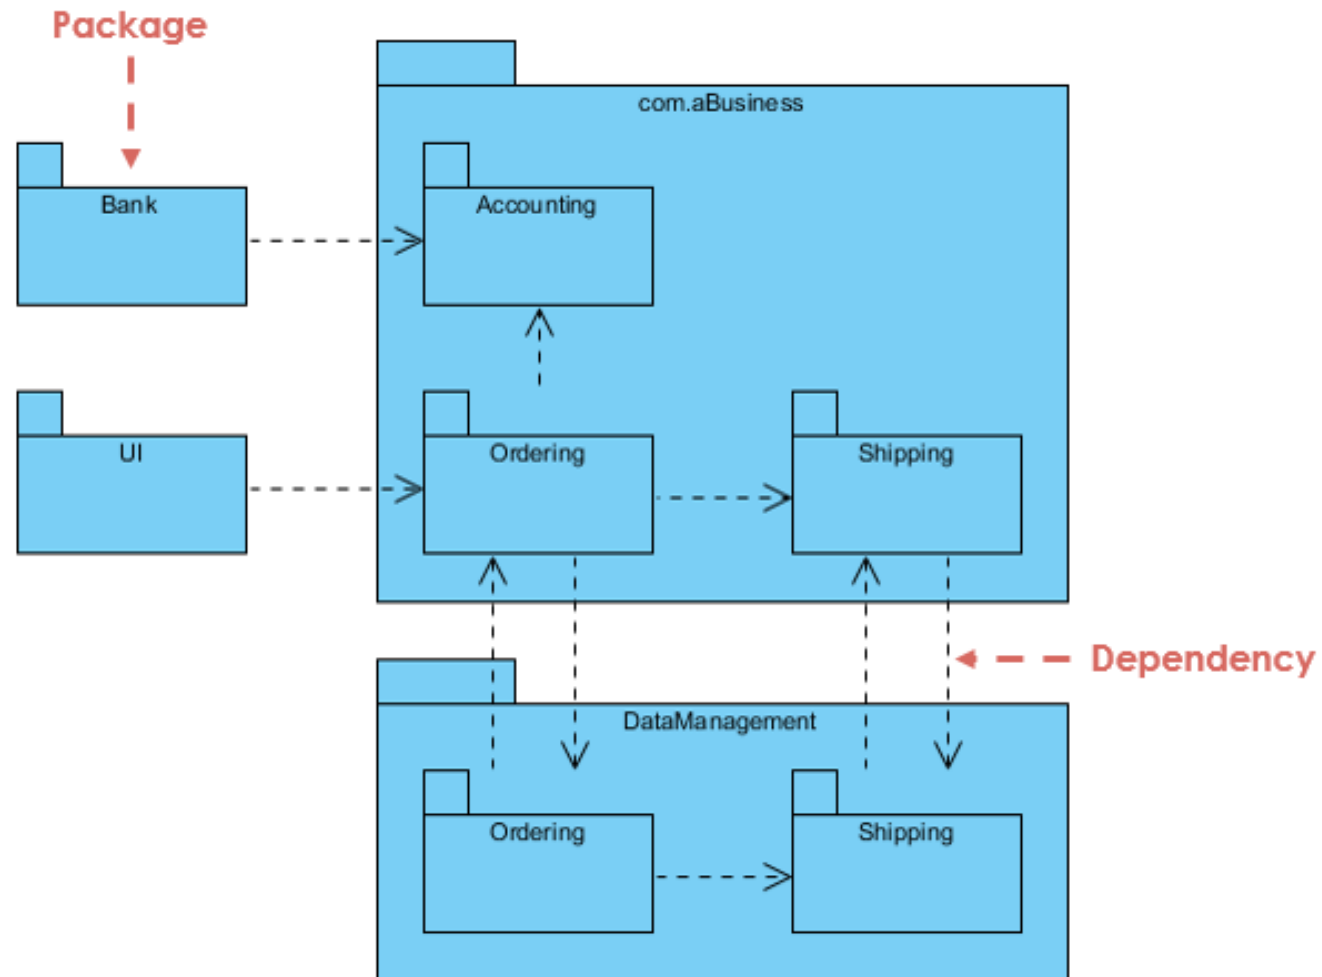 Package
com.aBusiness
Bank
Accounting
UI
Ordering
Shipping
Dependency
DataManagement
Ordering
Shipping